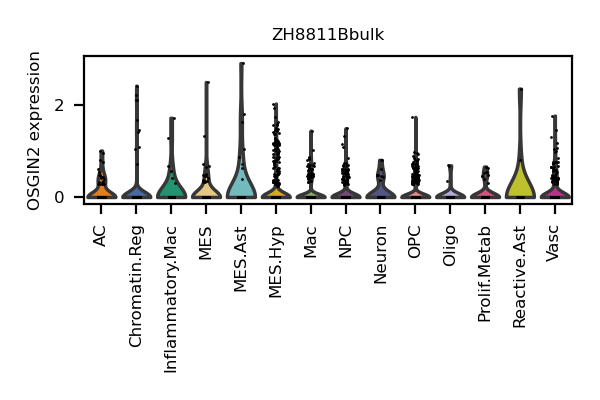 ZH8811Bbulk
OSGIN2 expression
2
0
AC
Chromatin.Reg
Inflammatory.Mac
MES
MES.Ast
MES.Hyp
Mac
NPC
Neuron
OPC
Oligo
Prolif.Metab
Reactive.Ast
Vasc